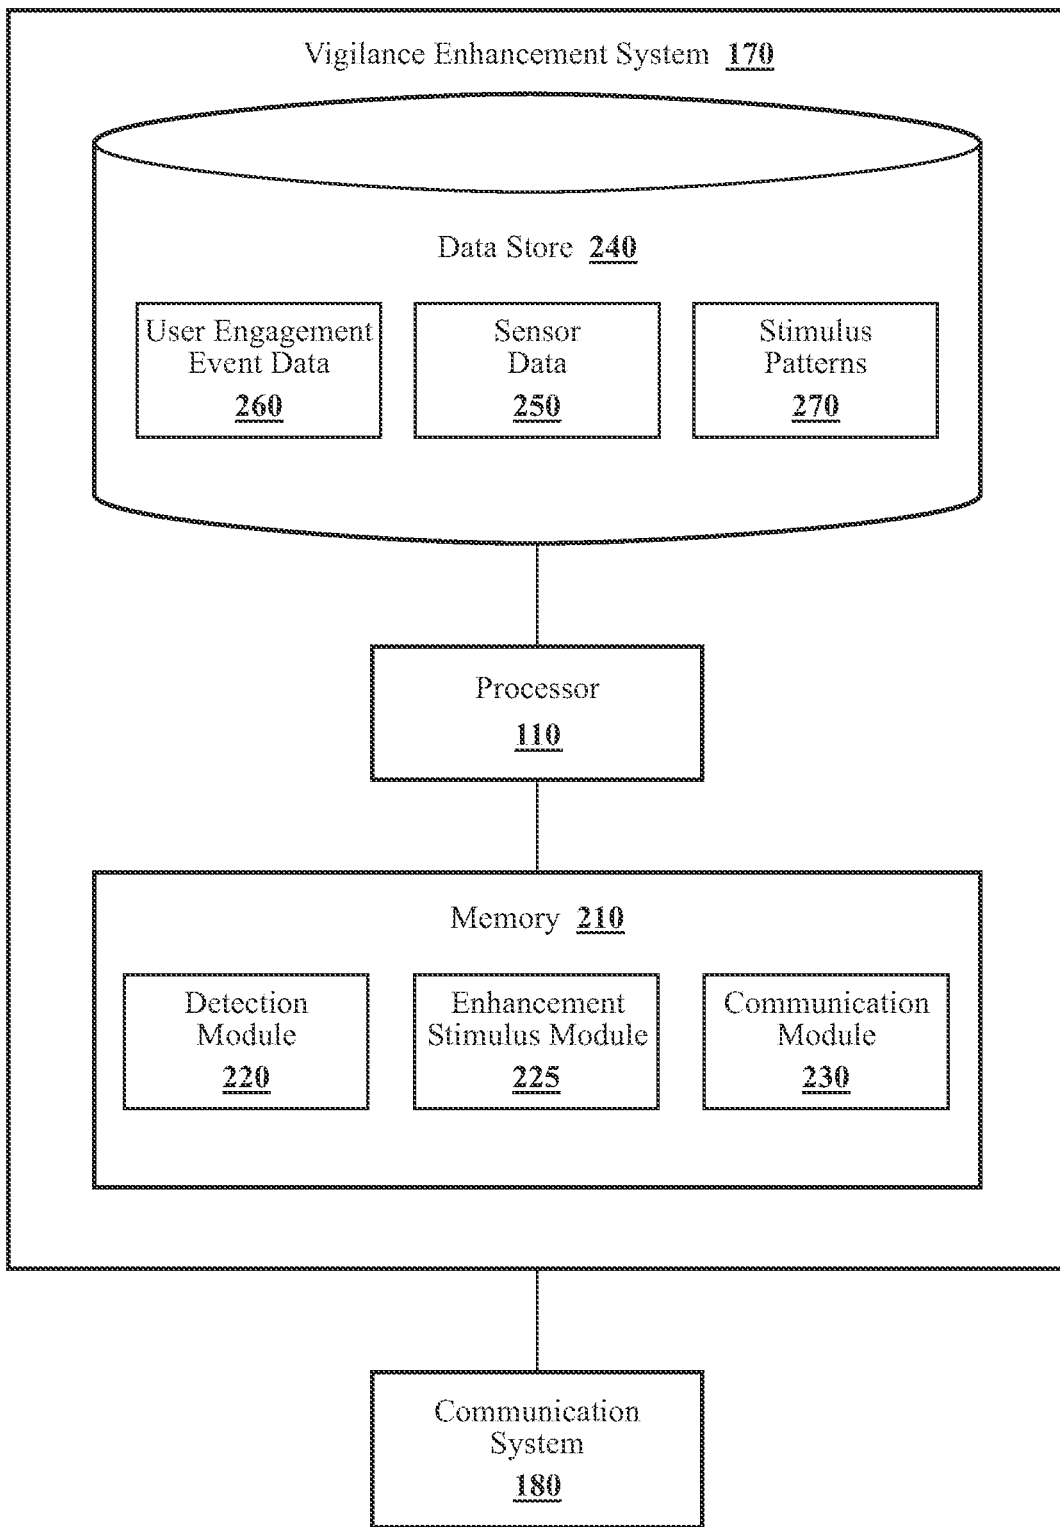 Vigilance Enhancement System 170
Data Store 240
User Engagement
Event Data
260
Sensor
Data
250
Stimulus
Patterns
270
Processor
110
Memory 210
Detection
Module
220
Enhancement
Stimulus Module
225
Communication
Module
230
Communication
System
180